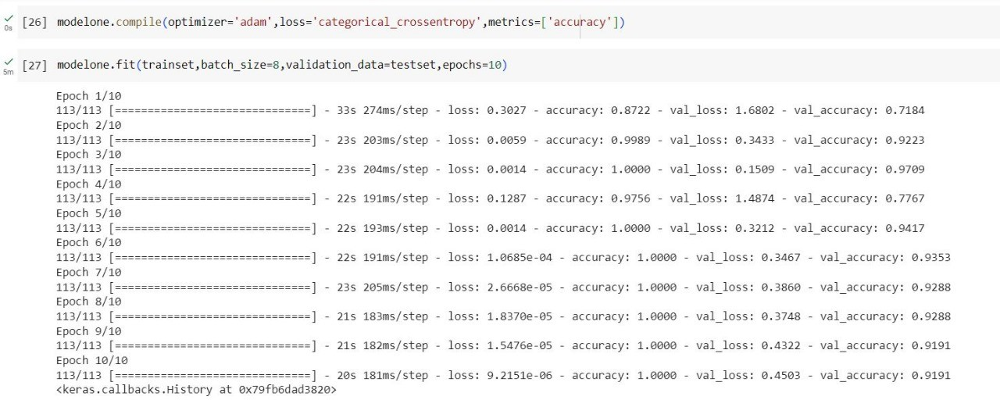 [26] modelone.compile(optimizer='adam',loss='categorical_crossentropy',metrics=['accuracy'])
0s
[27] modelone.fit(trainset,batch_size=8,validation_data=testset,epochs=10)
5m
Epoch 1/10
113/113 [==============================] - 33s 274ms/step - loss: 0.3027 - accuracy: 0.8722 - val_loss: 1.6802 - val_accuracy: 0.7184
Epoch 2/10
113/113 [==============================] - 23s 203ms/step - loss: 0.0059 - accuracy: 0.9989 - val_loss: 0.3433 - val_accuracy: 0.9223
Epoch 3/10
113/113 [==============================] - 23s 204ms/step - loss: 0.0014 - accuracy: 1.0000 - val_loss: 0.1509 - val_accuracy: 0.9709
Epoch 4/10
113/113 [==============================] - 22s 191ms/step - loss: 0.1287 - accuracy: 0.9756 - val_loss: 1.4874 - val_accuracy: 0.7767
Epoch 5/10
113/113 [==============================] - 22s 193ms/step - loss: 0.0014 - accuracy: 1.0000 - val_loss: 0.3212 - val_accuracy: 0.9417
Epoch 6/10
113/113 [==============================] - 22s 191ms/step - loss: 1.0685e-04 - accuracy: 1.0000 - val_loss: 0.3467 - val_accuracy: 0.9353
Epoch 7/10
113/113 [==============================] - 23s 205ms/step - loss: 2.6668e-05 - accuracy: 1.0000 - val_loss: 0.3860 - val_accuracy: 0.9288
Epoch 8/10
113/113 [==============================] - 21s 183ms/step - loss: 1.8370e-05 - accuracy: 1.0000 - val_loss: 0.3748 - val_accuracy: 0.9288
Epoch 9/10
113/113 [==============================] - 21s 182ms/step - loss: 1.5476e-05 - accuracy: 1.0000 - val_loss: 0.4322 - val_accuracy: 0.9191
Epoch 10/10
113/113 [==============================] - 20s 181ms/step - loss: 9.2151e-06 - accuracy: 1.0000 - val_loss: 0.4503 - val_accuracy: 0.9191
<keras.callbacks.History at 0x79fb6dad3820>